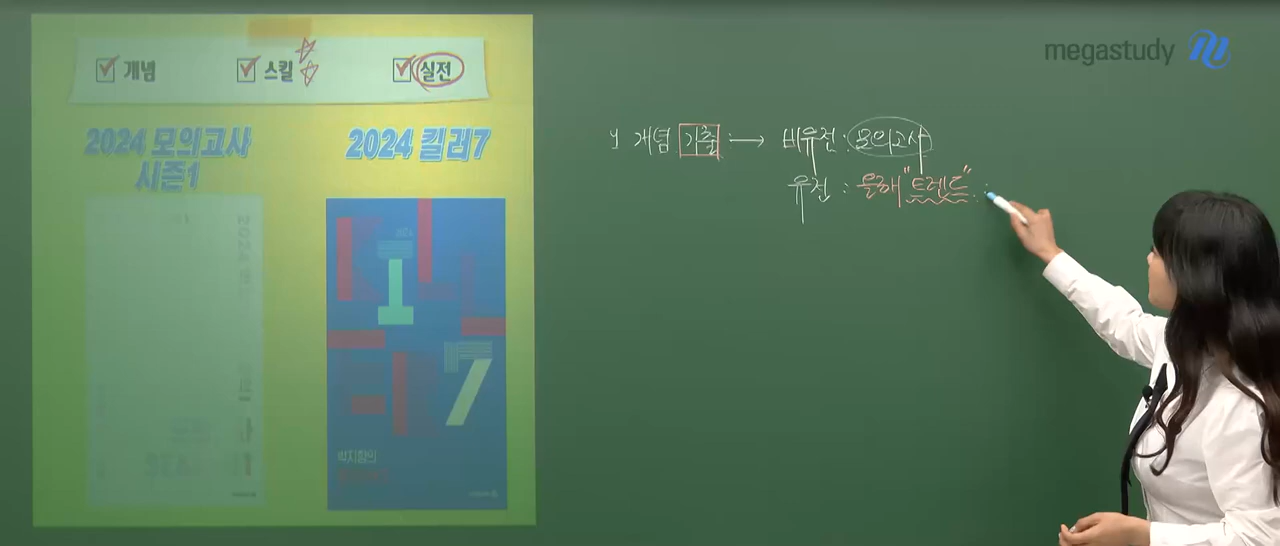 megastudy
개념 스킬 실전
2024 모의고사
시즌1
2024 킬러7
7
개념 기출 → 비유전: 모의고사
유전 : 올해 "트렌드" :